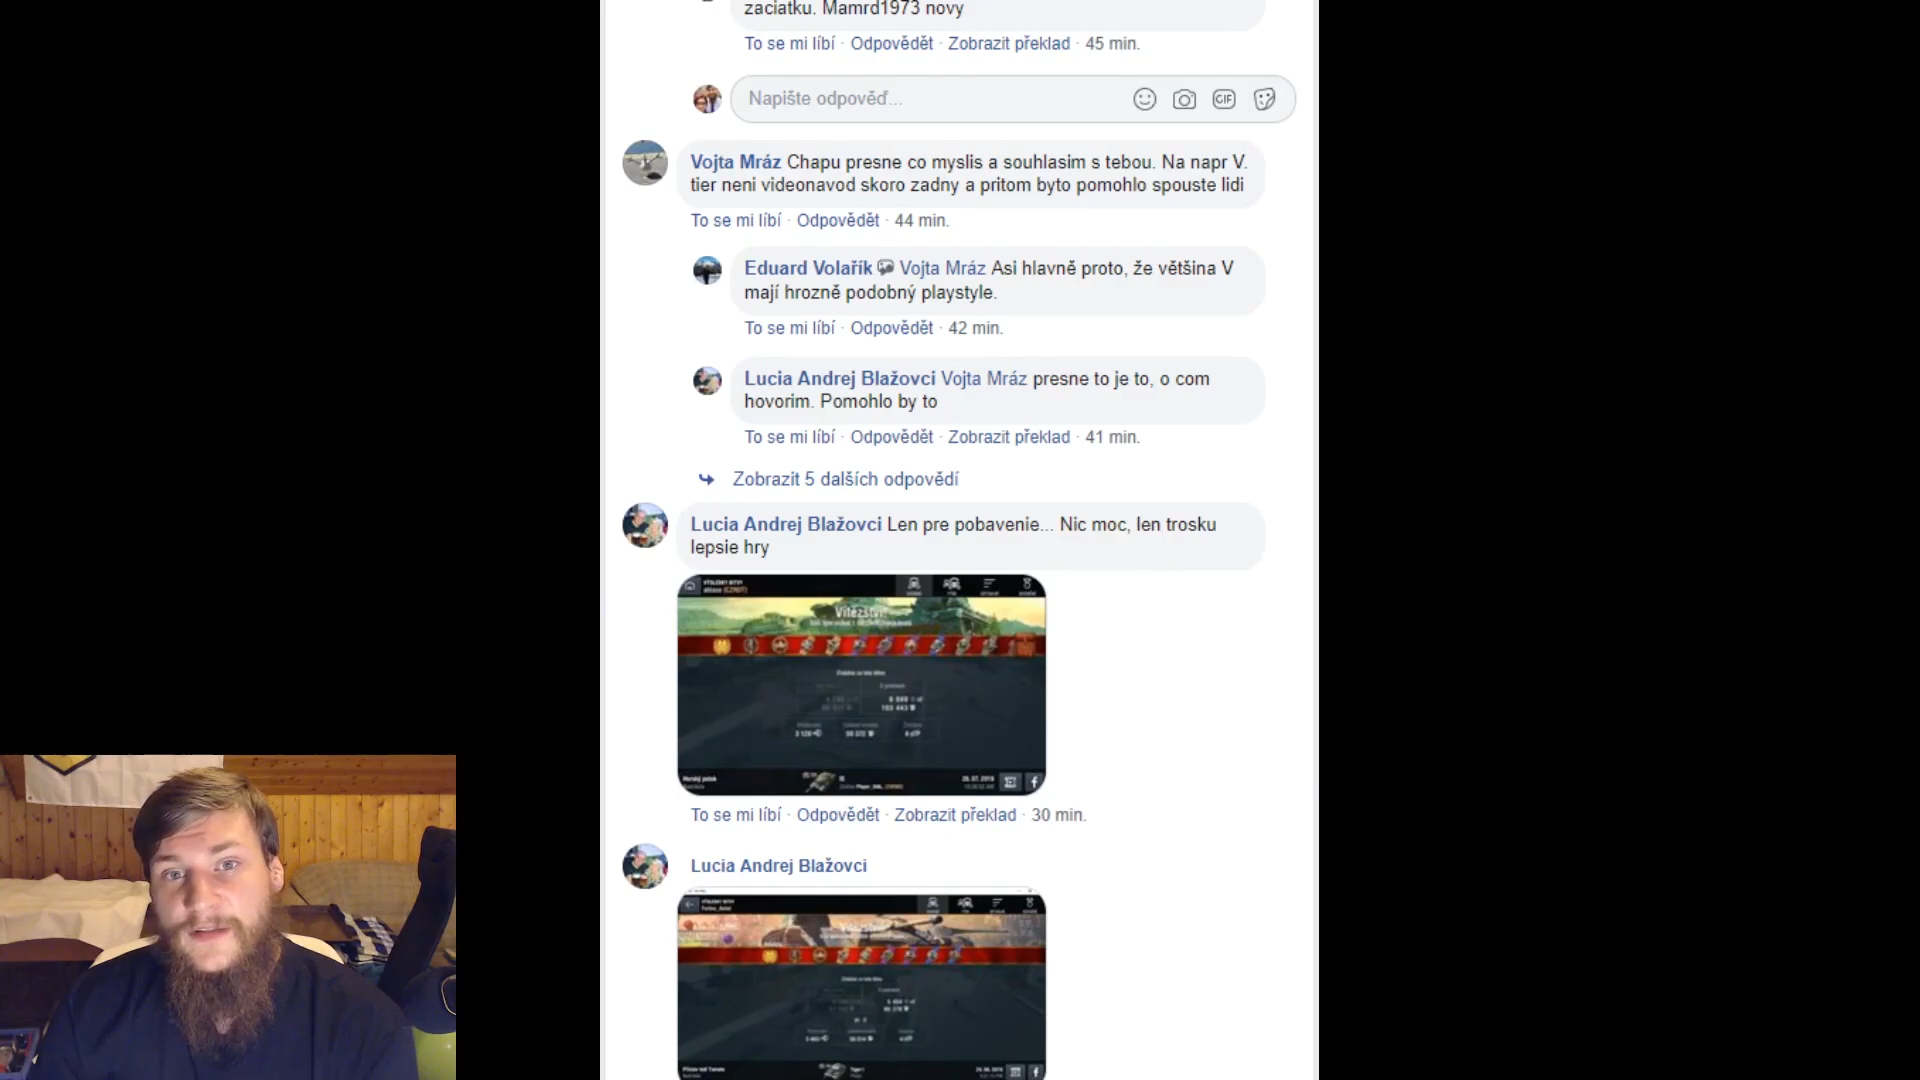 zaciatku. Mamrd1973 novy
To se mi líbí · Odpovědět · Zobrazit překlad · 45 min.
Napište odpověď...
GIF
Vojta Mráz Chapu presne co myslis a souhlasim s tebou. Na napr V.
tier neni videonavod skoro zadny a pritom byto pomohlo spouste lidi
To se mi líbí · Odpovědět · 44 min.
Eduard Volařík Vojta Mráz Asi hlavně proto, že většina V
mají hrozně podobný playstyle.
To se mi líbí · Odpovědět · 42 min.
Lucia Andrej Blažovci Vojta Mráz presne to je to, o com
hovorim. Pomohlo by to
To se mi líbí · Odpovědět · Zobrazit překlad · 41 min.
Zobrazit 5 dalších odpovědí
Lucia Andrej Blažovci Len pre pobavenie... Nic moc, len trosku
lepsie hry
VÝSLEDKY BITVY
Vítězství!
To se mi líbí · Odpovědět · Zobrazit překlad · 30 min.
Lucia Andrej Blažovci
VÝSLEDKY BITVY